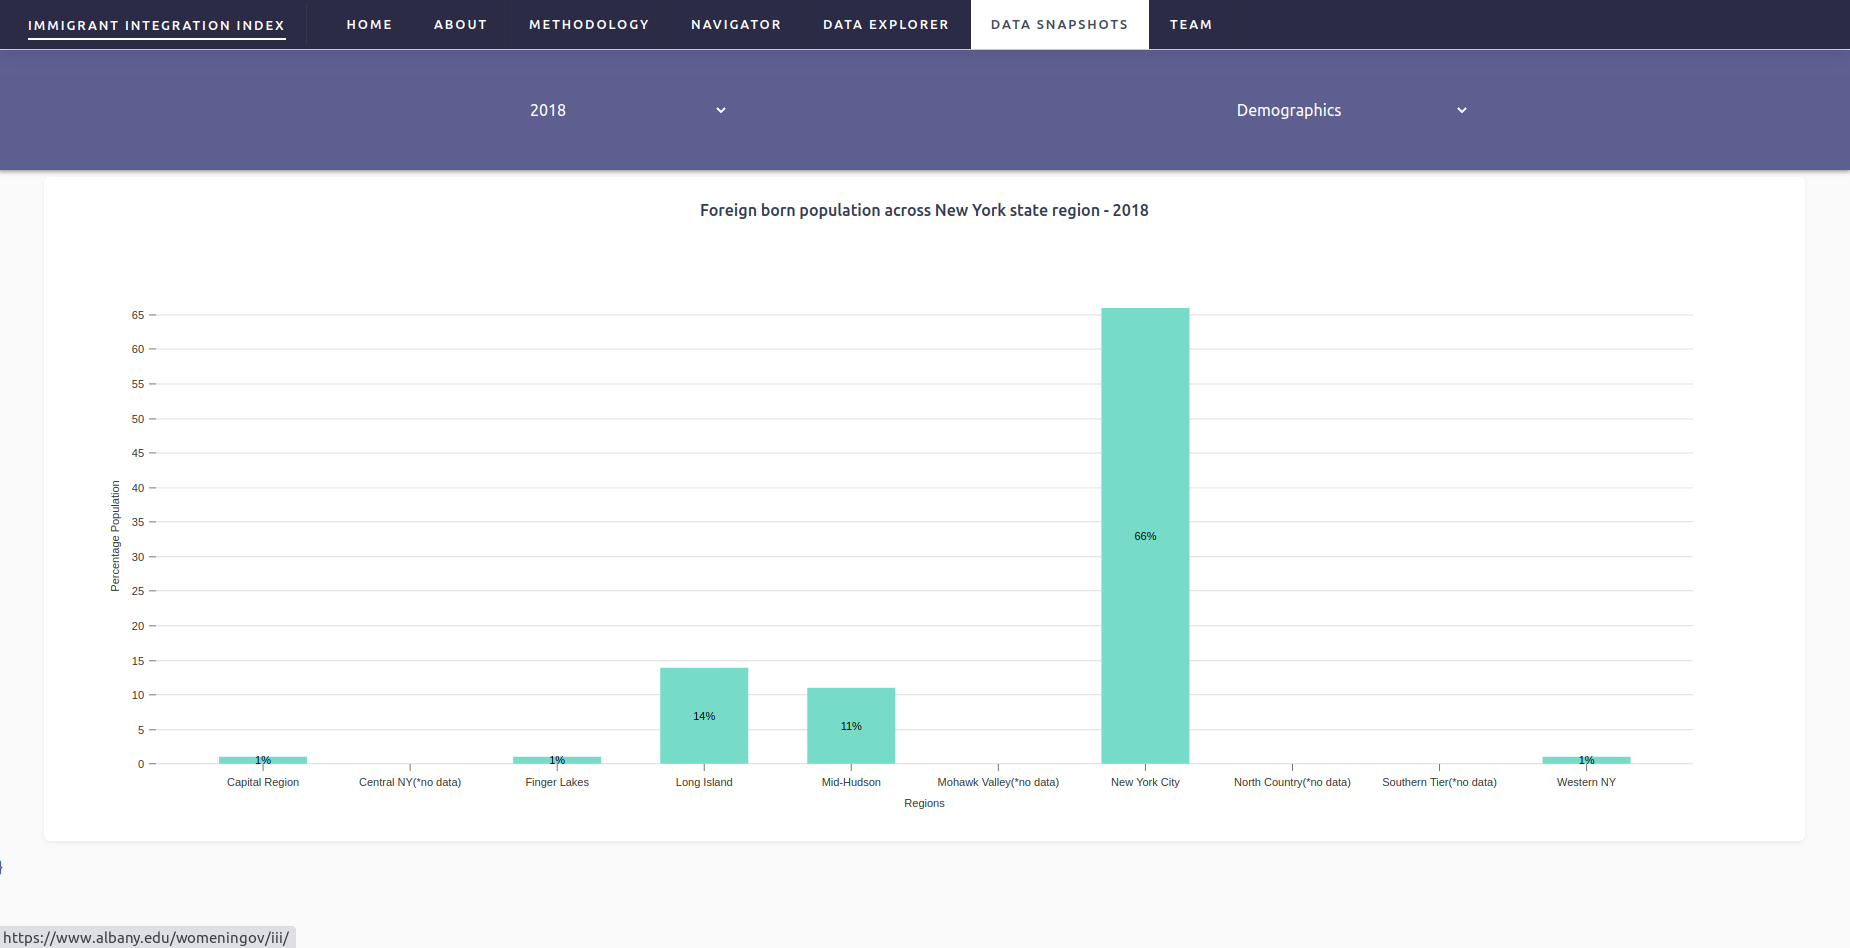 IMMIGRANT INTEGRATION INDEX HOME ABOUT METHODOLOGY NAVIGATOR DATA EXPLORER DATA SNAPSHOTS TEAM
2018 Demographics
Foreign born population across New York state region - 2018
65
60
55
50
45
40
35
30
25
20
15
10
5
0
Percentage Population
1% 1% 14% 11% 66% 1%
Capital Region Central NY(*no data) Finger Lakes Long Island Mid-Hudson Mohawk Valley(*no data) New York City North Country(*no data) Southern Tier(*no data) Western NY
Regions
}
https://www.albany.edu/womeningov/iii/